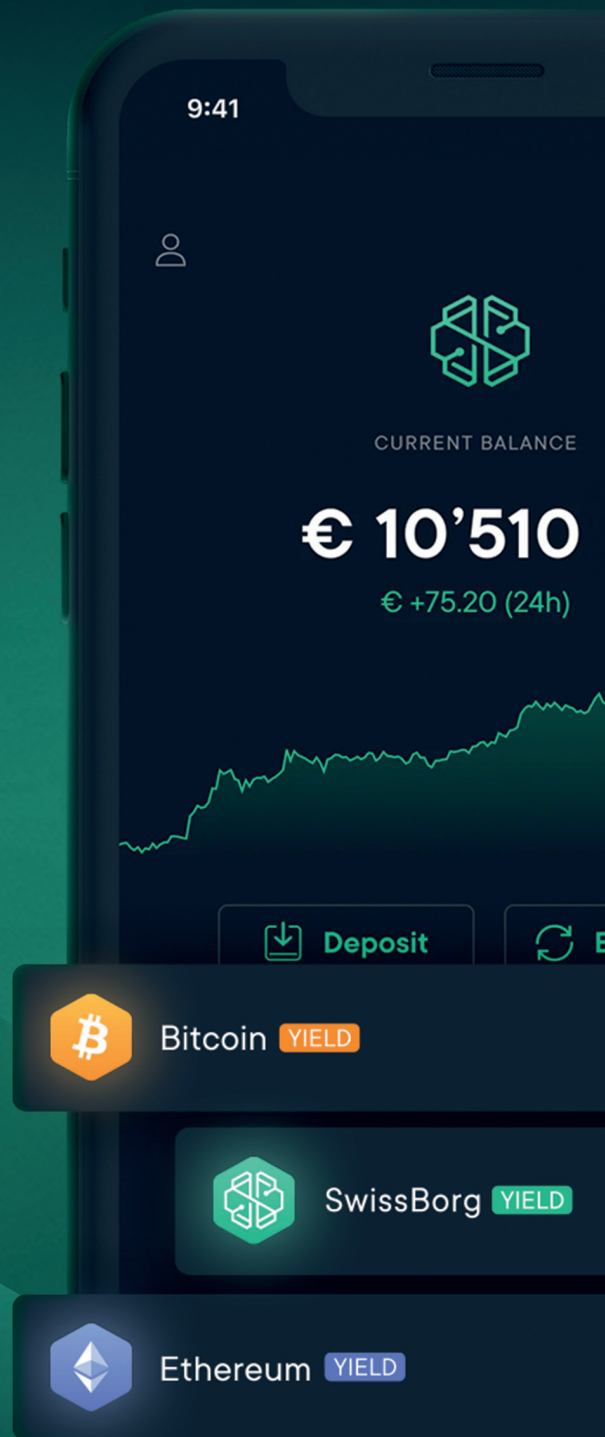 9:41
CURRENT BALANCE
€ 10’510
€ +75.20 (24h)
Deposit
Bitcoin YIELD
SwissBorg YIELD
Ethereum YIELD